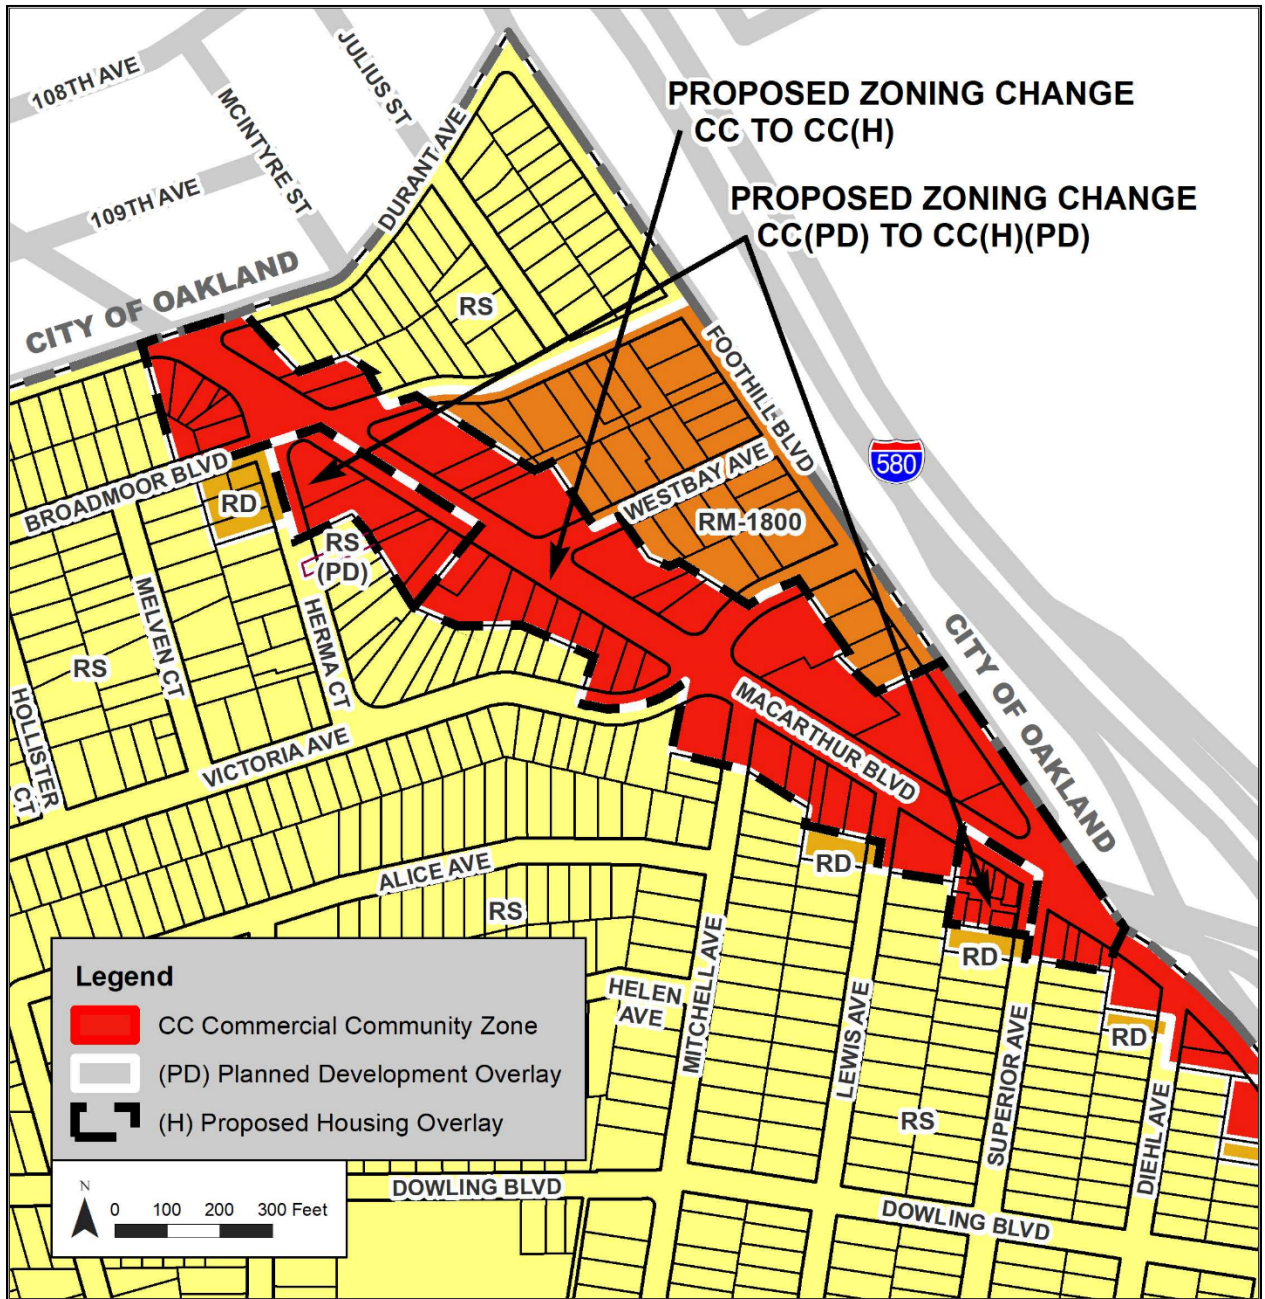 108TH AVE
JULIUS ST
MCINTYRE ST
DURANT AVE
109TH AVE
PROPOSED ZONING CHANGE
CC TO CC(H)
PROPOSED ZONING CHANGE
CC(PD) TO CC(H)(PD)
CITY OF OAKLAND
RS
FOOTHILL BLVD
580
BROADMOOR BLVD
RD
WESTBAY AVE
RM-1800
RS
(PD)
MELVEN CT
HERMA CT
RS
HOLLISTER
CT
VICTORIA AVE
MACARTHUR BLVD
CITY OF OAKLAND
ALICE AVE
RS
RD
RD
RD
MITCHELL AVE
HELEN
AVE
LEWIS AVE
SUPERIOR AVE
RS
DIEHL AVE
DOWLING BLVD
DOWLING BLVD
Legend
CC Commercial Community Zone
(PD) Planned Development Overlay
(H) Proposed Housing Overlay
N
0 100 200 300 Feet